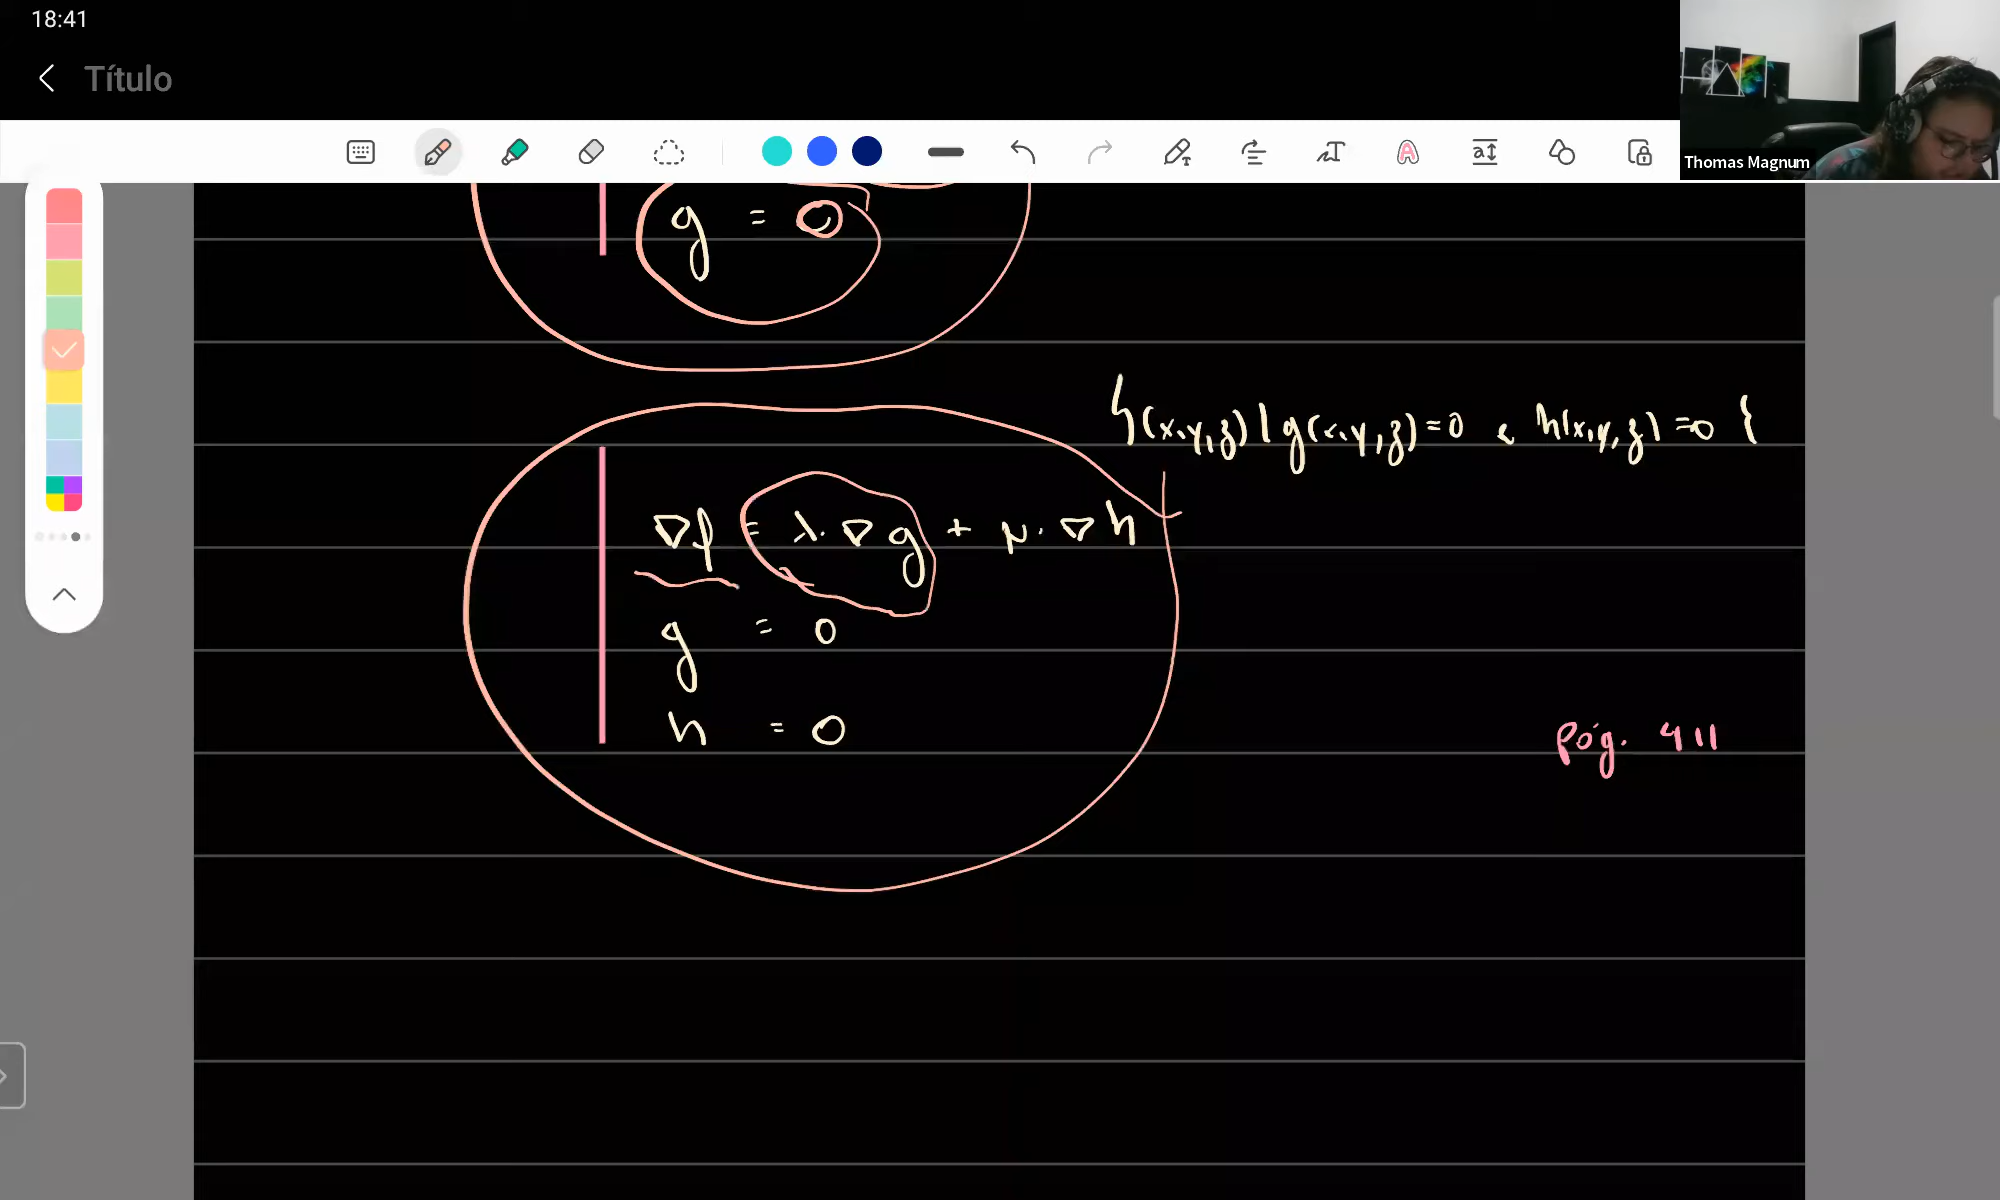 18:41
Título
Thomas Magnum
g = 0
{(x,y,z) | g(x,y,z) = 0 e h(x,y,z) = 0}
∇f = λ·∇g + μ·∇h
g = 0
h = 0
pág. 411